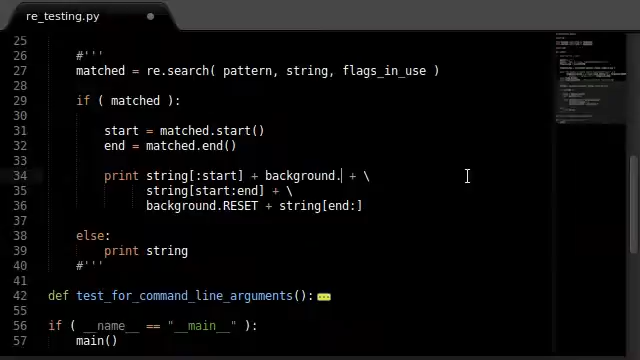 re_testing.py
25
26 #'''
27 matched = re.search( pattern, string, flags_in_use )
28
29 if ( matched ):
30
31 start = matched.start()
32 end = matched.end()
33
34 print string[:start] + background. + \
35 string[start:end] + \
36 background.RESET + string[end:]
37
38 else:
39 print string
40 #'''
41
42 def test_for_command_line_arguments():
55
56 if ( __name__ == "__main__" ):
57 main()